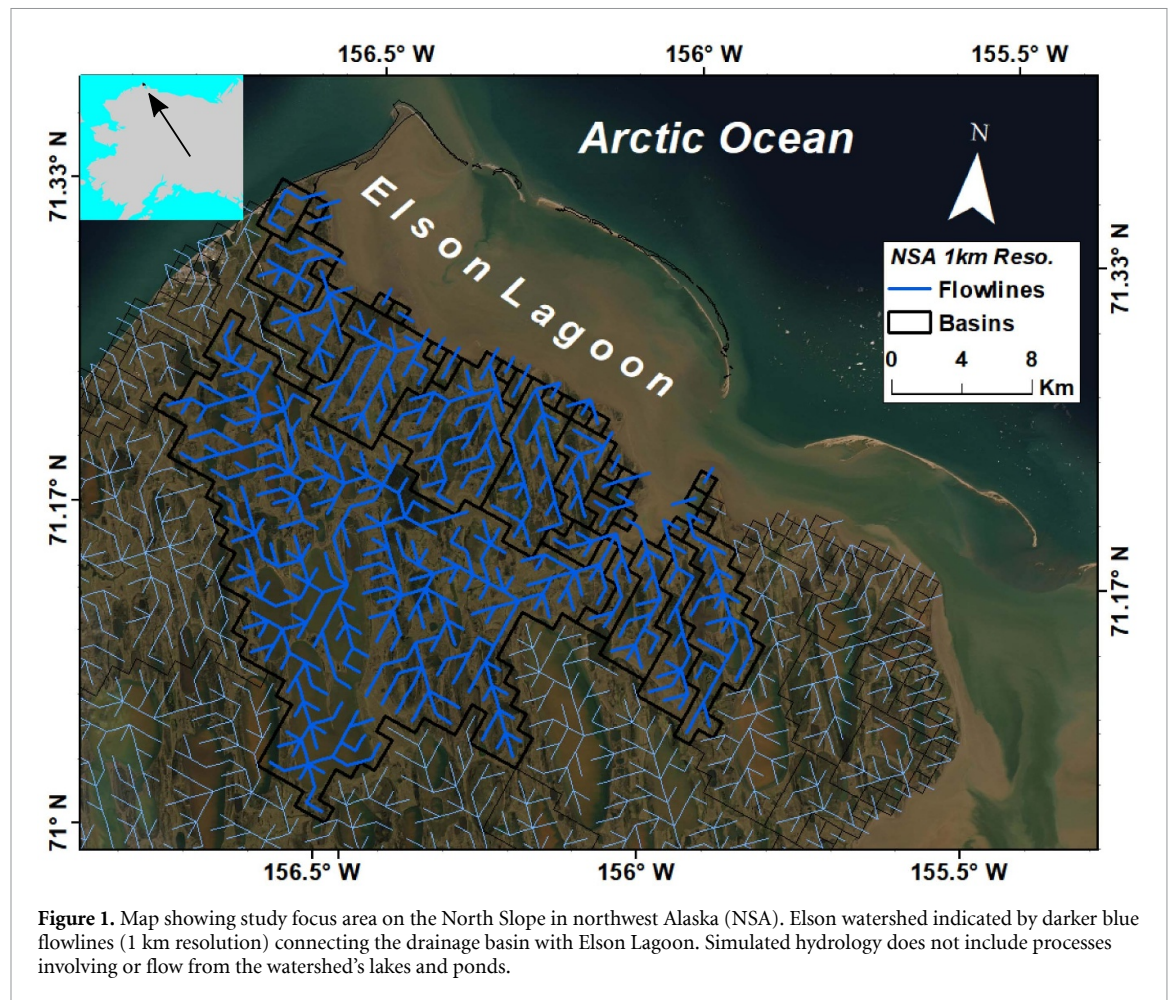 156.5° W 156° W 155.5° W
71.33° N
71.17° N
71° N
Arctic Ocean
Elson Lagoon
N
NSA 1km Reso.
Flowlines
Basins
0 4 8
Km
71.33° N
71.17° N
156.5° W 156° W 155.5° W
Figure 1. Map showing study focus area on the North Slope in northwest Alaska (NSA). Elson watershed indicated by darker blue
flowlines (1 km resolution) connecting the drainage basin with Elson Lagoon. Simulated hydrology does not include processes
involving or flow from the watershed's lakes and ponds.